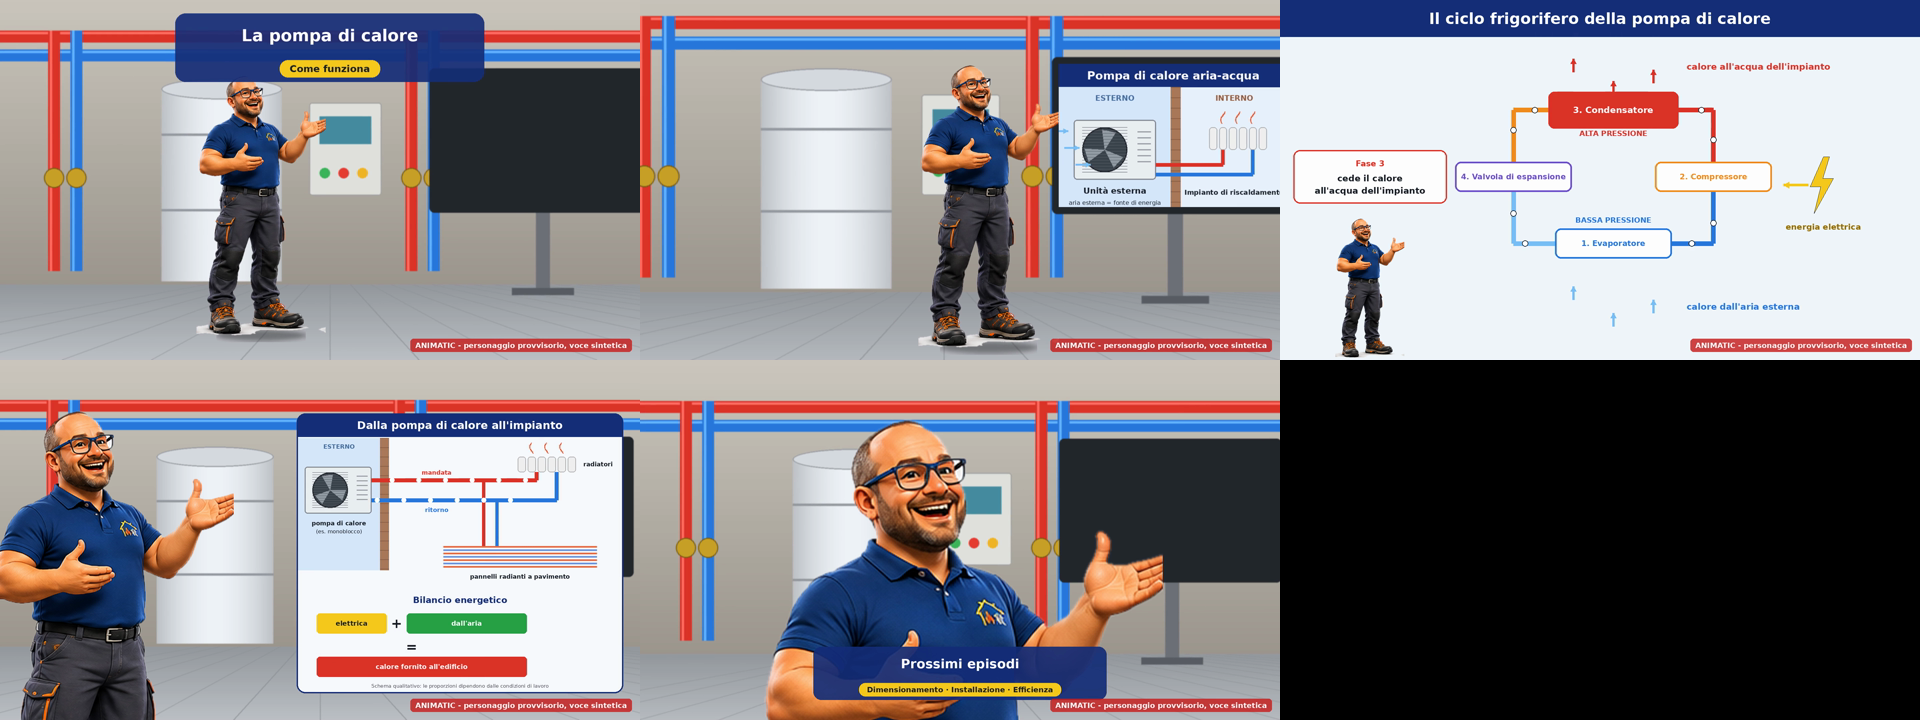 La pompa di calore
Come funziona
ANIMATIC - personaggio provvisorio, voce sintetica
Pompa di calore aria-acqua
ESTERNO
INTERNO
Unità esterna
aria esterna = fonte di energia
Impianto di riscaldamento
ANIMATIC - personaggio provvisorio, voce sintetica
Il ciclo frigorifero della pompa di calore
calore all'acqua dell'impianto
3. Condensatore
ALTA PRESSIONE
Fase 3
cede il calore
all'acqua dell'impianto
4. Valvola di espansione
2. Compressore
BASSA PRESSIONE
energia elettrica
1. Evaporatore
calore dall'aria esterna
ANIMATIC - personaggio provvisorio, voce sintetica
Dalla pompa di calore all'impianto
ESTERNO
radiatori
mandata
ritorno
pompa di calore
(es. monoblocco)
pannelli radianti a pavimento
Bilancio energetico
elettrica + dall'aria
=
calore fornito all'edificio
Schema qualitativo: le proporzioni dipendono dalle condizioni di lavoro
ANIMATIC - personaggio provvisorio, voce sintetica
Prossimi episodi
Dimensionamento · Installazione · Efficienza
ANIMATIC - personaggio provvisorio, voce sintetica